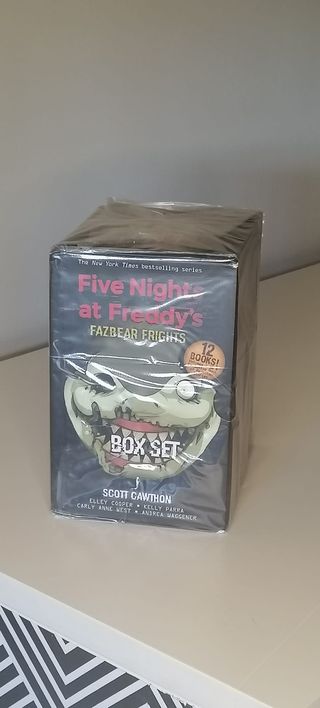 The New York Times bestselling series
Five Nights
at Freddy's
FAZBEAR FRIGHTS
12
BOOKS!
BOX SET
SCOTT CAWTHON
ELLEY COOPER • KELLY PARRA
CARLY ANNE WEST • ANDREA WAGGENER